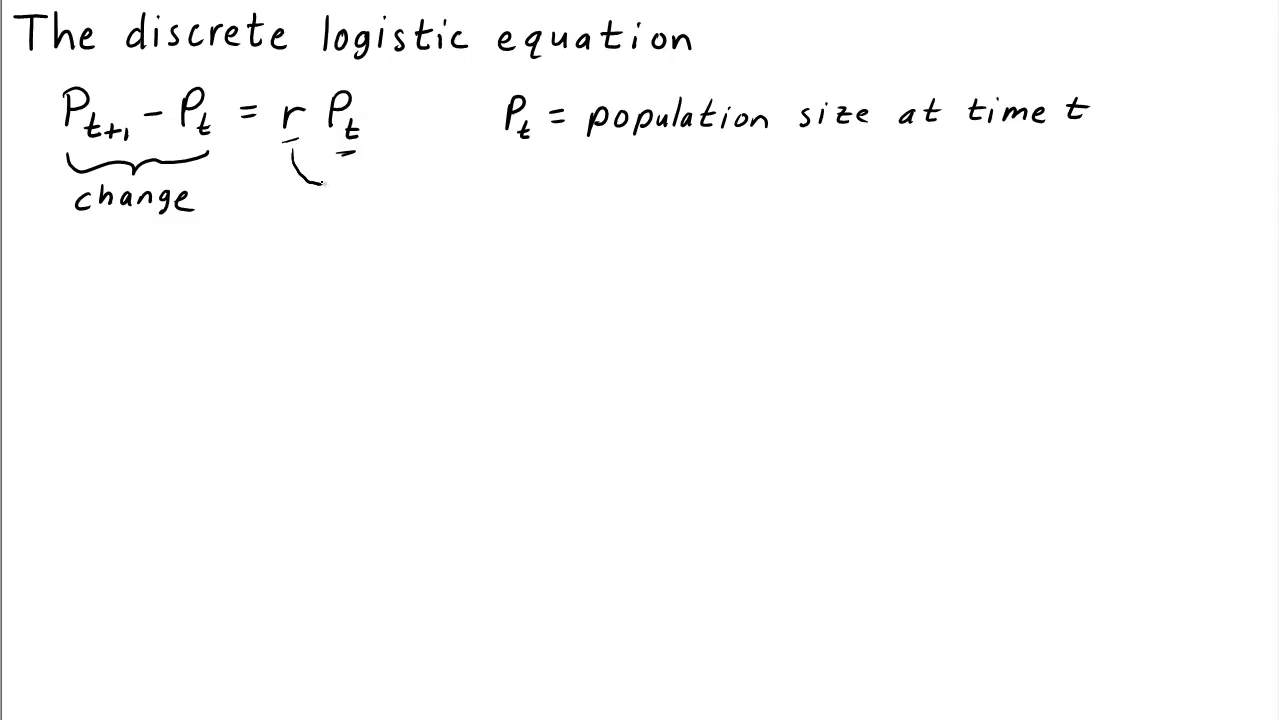 The discrete logistic equation
P_{t+1} - P_t = r P_t P_t = population size at time t
change